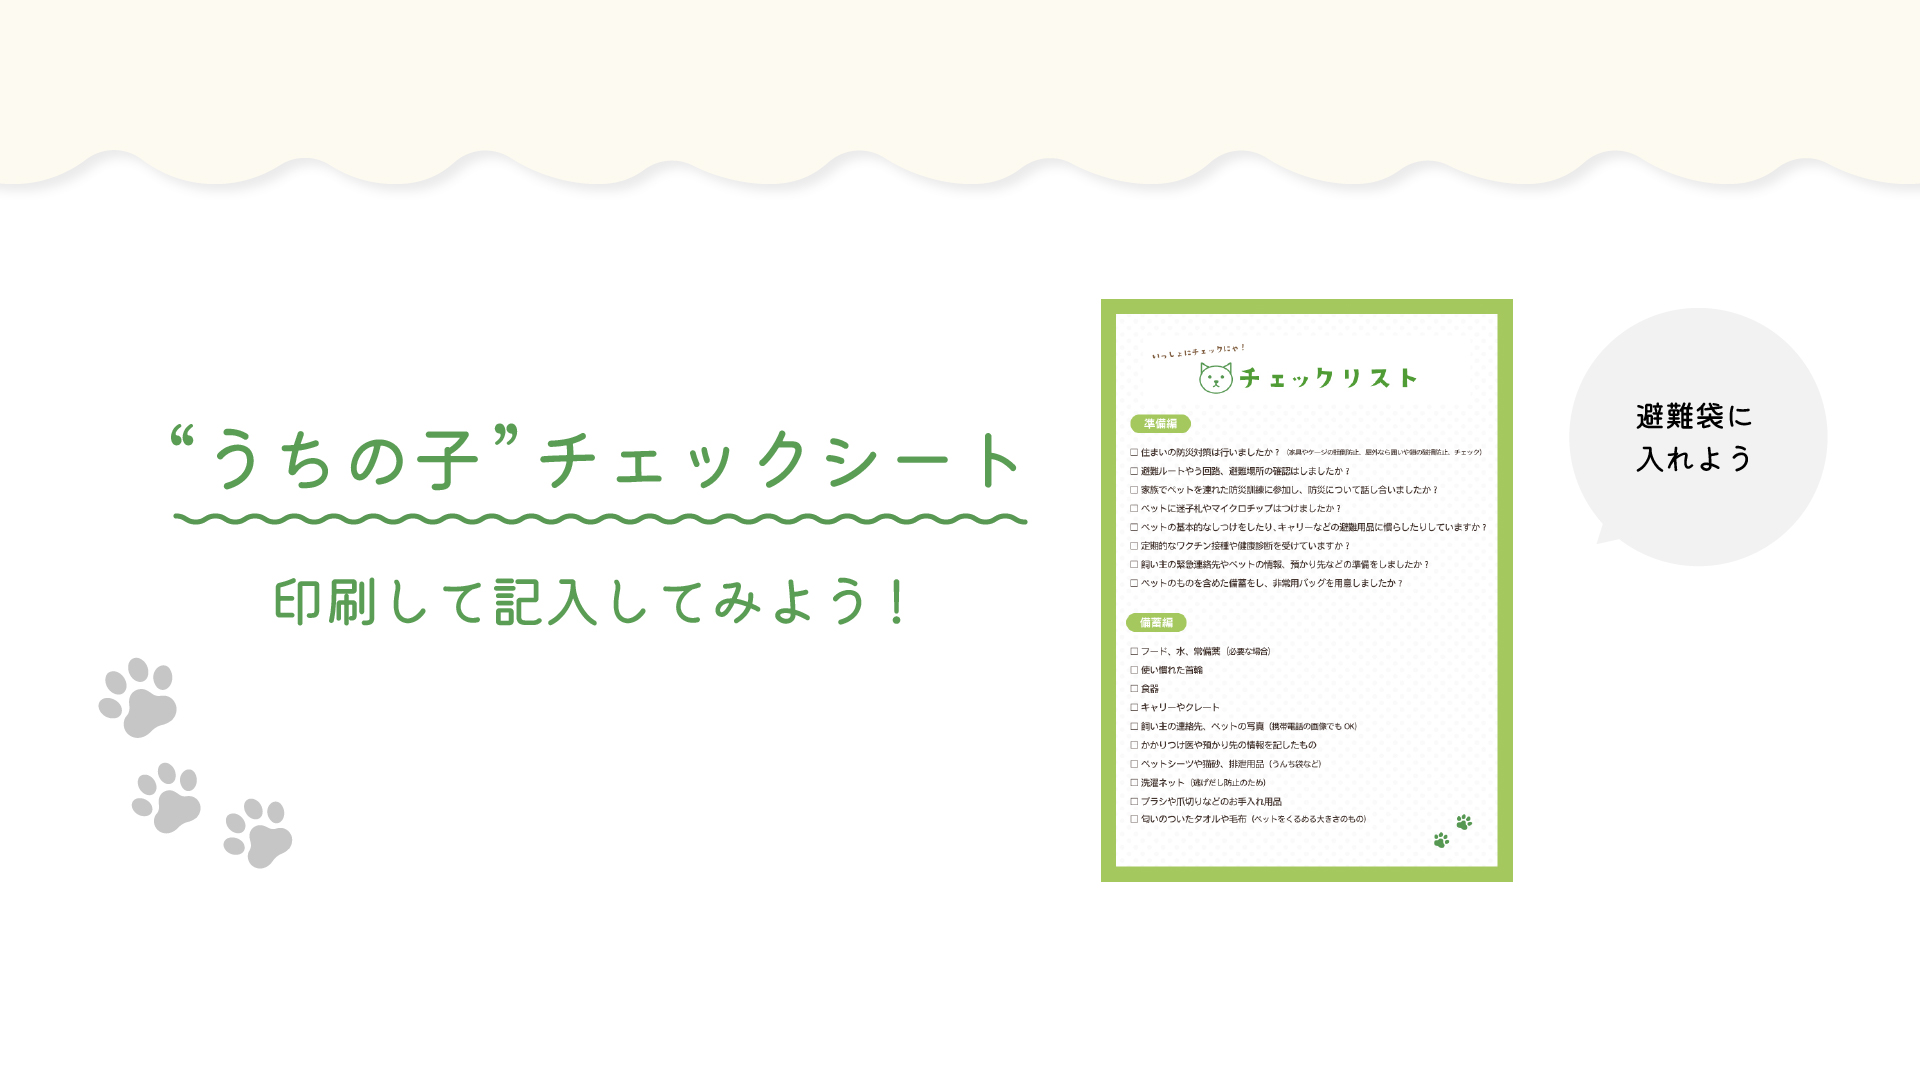 “うちの子”チェックシート
印刷して記入してみよう！
いっしょにチェックにゃ！
チェックリスト
準備編
□ 住まいの防災対策は行いましたか？（家具やケージの転倒防止、屋外なら囲いや鎖の破損防止、チェック）
□ 避難ルートやう回路、避難場所の確認はしましたか？
□ 家族でペットを連れた防災訓練に参加し、防災について話し合いましたか？
□ ペットに迷子札やマイクロチップはつけましたか？
□ ペットの基本的なしつけをしたり、キャリーなどの避難用品に慣らしたりしていますか？
□ 定期的なワクチン接種や健康診断を受けていますか？
□ 飼い主の緊急連絡先やペットの情報、預かり先などの準備をしましたか？
□ ペットのものを含めた備蓄をし、非常用バッグを用意しましたか？
備蓄編
□ フード、水、常備薬（必要な場合）
□ 使い慣れた首輪
□ 食器
□ キャリーやクレート
□ 飼い主の連絡先、ペットの写真（携帯電話の画像でも OK）
□ かかりつけ医や預かり先の情報を記したもの
□ ペットシーツや猫砂、排泄用品（うんち袋など）
□ 洗濯ネット（逃げだし防止のため）
□ ブラシや爪切りなどのお手入れ用品
□ 匂いのついたタオルや毛布（ペットをくるめる大きさのもの）
避難袋に
入れよう